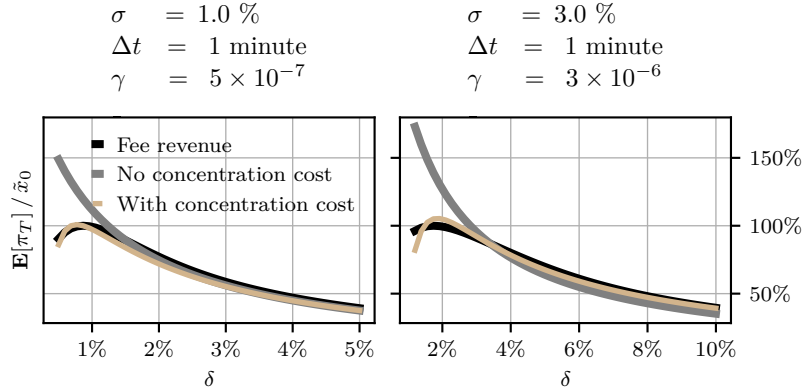 σ = 1.0 %
Δt = 1 minute
γ = 5 × 10⁻⁷
σ = 3.0 %
Δt = 1 minute
γ = 3 × 10⁻⁶
E[π_T] / x̃₀
Fee revenue
No concentration cost
With concentration cost
1% 2% 3% 4% 5%
δ
150%
100%
50%
2% 4% 6% 8% 10%
δ